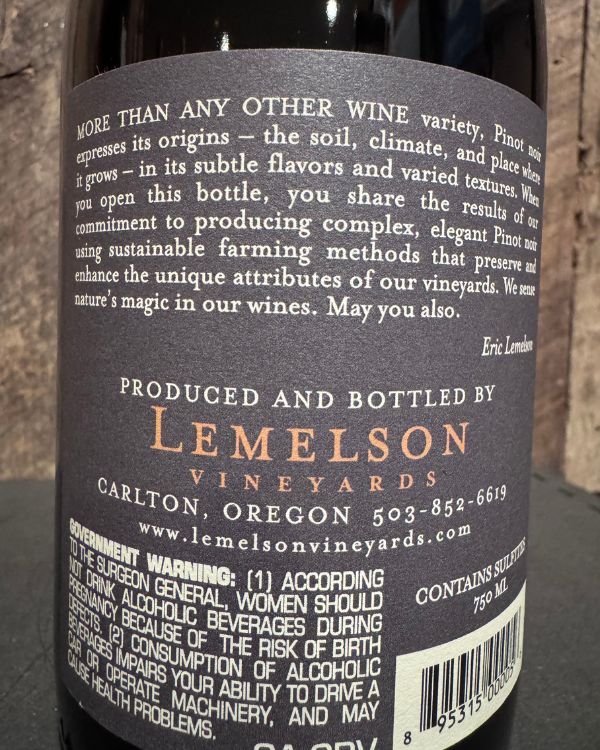 MORE THAN ANY OTHER WINE variety, Pinot noir
expresses its origins – the soil, climate, and place where
it grows – in its subtle flavors and varied textures. When
you open this bottle, you share the results of our
commitment to producing complex, elegant Pinot noir
using sustainable farming methods that preserve and
enhance the unique attributes of our vineyards. We sense
nature's magic in our wines. May you also.
Eric Lemelson
PRODUCED AND BOTTLED BY
LEMELSON
VINEYARDS
CARLTON, OREGON 503-852-6619
www.lemelsonvineyards.com
GOVERNMENT WARNING: (1) ACCORDING
TO THE SURGEON GENERAL, WOMEN SHOULD
NOT DRINK ALCOHOLIC BEVERAGES DURING
PREGNANCY BECAUSE OF THE RISK OF BIRTH
DEFECTS. (2) CONSUMPTION OF ALCOHOLIC
BEVERAGES IMPAIRS YOUR ABILITY TO DRIVE A
CAR OR OPERATE MACHINERY, AND MAY
CAUSE HEALTH PROBLEMS.
CONTAINS SULFITES
750 ML
8 95315 00005
CA CRV